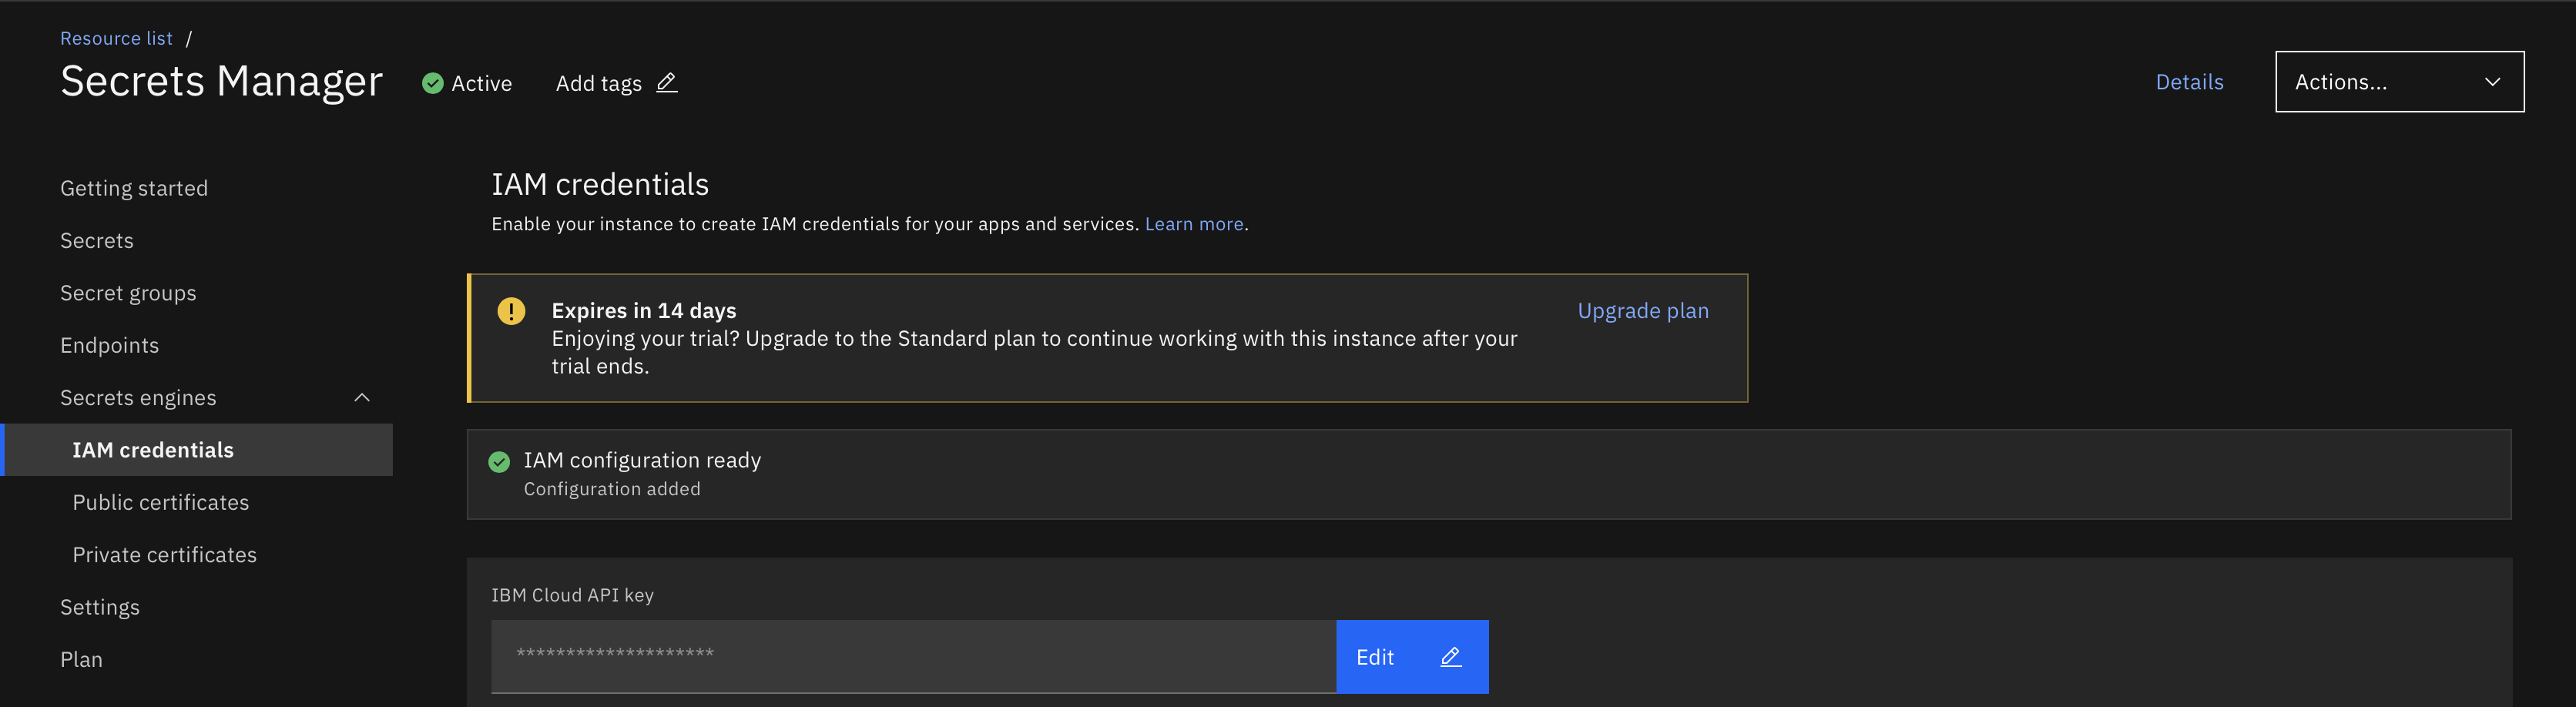 Resource list /
Secrets Manager
Active
Add tags
Details
Actions...
Getting started
Secrets
Secret groups
Endpoints
Secrets engines
IAM credentials
Public certificates
Private certificates
Settings
Plan
IAM credentials
Enable your instance to create IAM credentials for your apps and services. Learn more.
Expires in 14 days
Upgrade plan
Enjoying your trial? Upgrade to the Standard plan to continue working with this instance after your
trial ends.
IAM configuration ready
Configuration added
IBM Cloud API key
********************
Edit